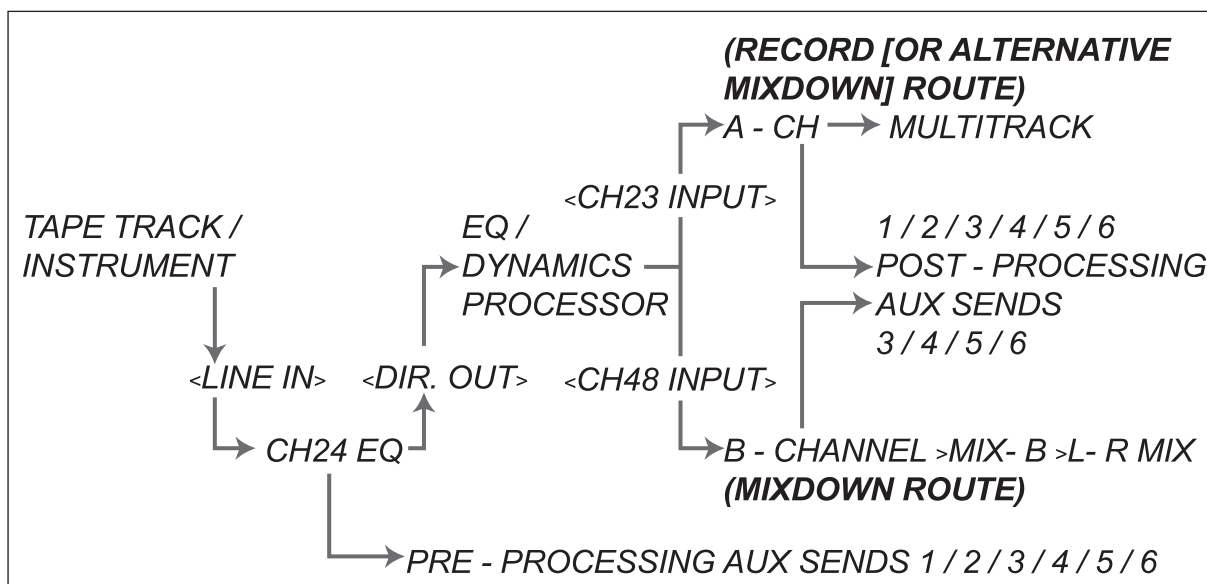 (RECORD [OR ALTERNATIVE
MIXDOWN] ROUTE)
A - CH MULTITRACK
<CH23 INPUT>
TAPE TRACK /
INSTRUMENT
EQ /
DYNAMICS
PROCESSOR
1 / 2 / 3 / 4 / 5 / 6
POST - PROCESSING
AUX SENDS
3 / 4 / 5 / 6
<LINE IN> <DIR. OUT> <CH48 INPUT>
CH24 EQ
B - CHANNEL >MIX- B >L- R MIX
(MIXDOWN ROUTE)
PRE - PROCESSING AUX SENDS 1 / 2 / 3 / 4 / 5 / 6